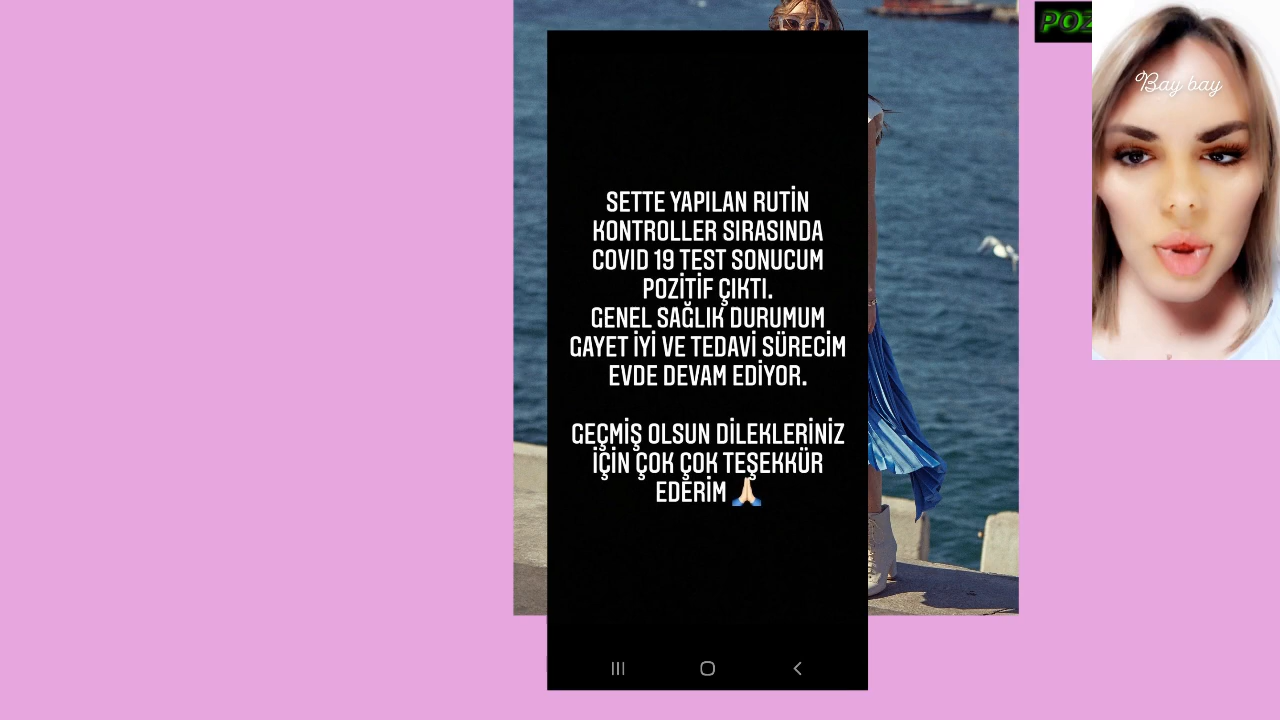 SETTE YAPILAN RUTİN
KONTROLLER SIRASINDA
COVID 19 TEST SONUCUM
POZİTİF ÇIKTI.
GENEL SAĞLIK DURUMUM
GAYET İYİ VE TEDAVİ SÜRECİM
EVDE DEVAM EDİYOR.
GEÇMİŞ OLSUN DİLEKLERİNİZ
İÇİN ÇOK ÇOK TEŞEKKÜR
EDERİM 🙏🏻
Bay bay